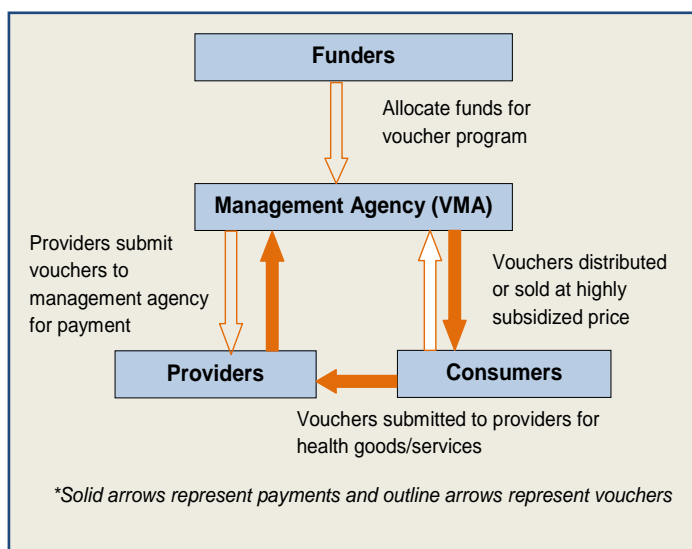 Funders
Allocate funds for
voucher program
Management Agency (VMA)
Providers submit
vouchers to
management agency
for payment
Vouchers distributed
or sold at highly
subsidized price
Providers
Consumers
Vouchers submitted to providers for
health goods/services
*Solid arrows represent payments and outline arrows represent vouchers